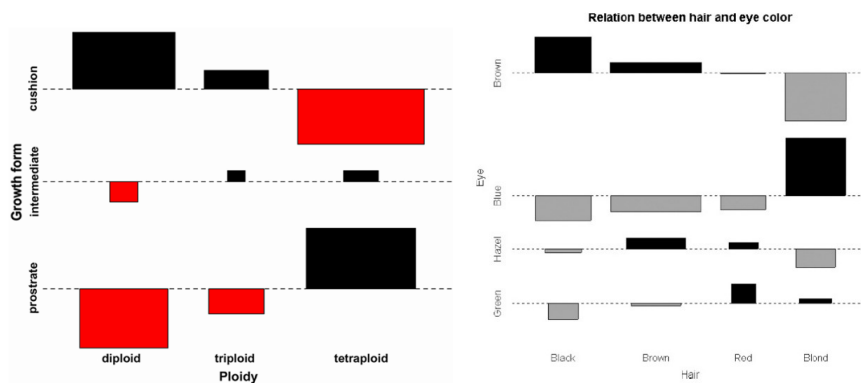 cushion
intermediate
prostrate
Growth form
diploid triploid tetraploid
Ploidy
Relation between hair and eye color
Brown
Blue
Hazel
Green
Eye
Black Brown Red Blond
Hair